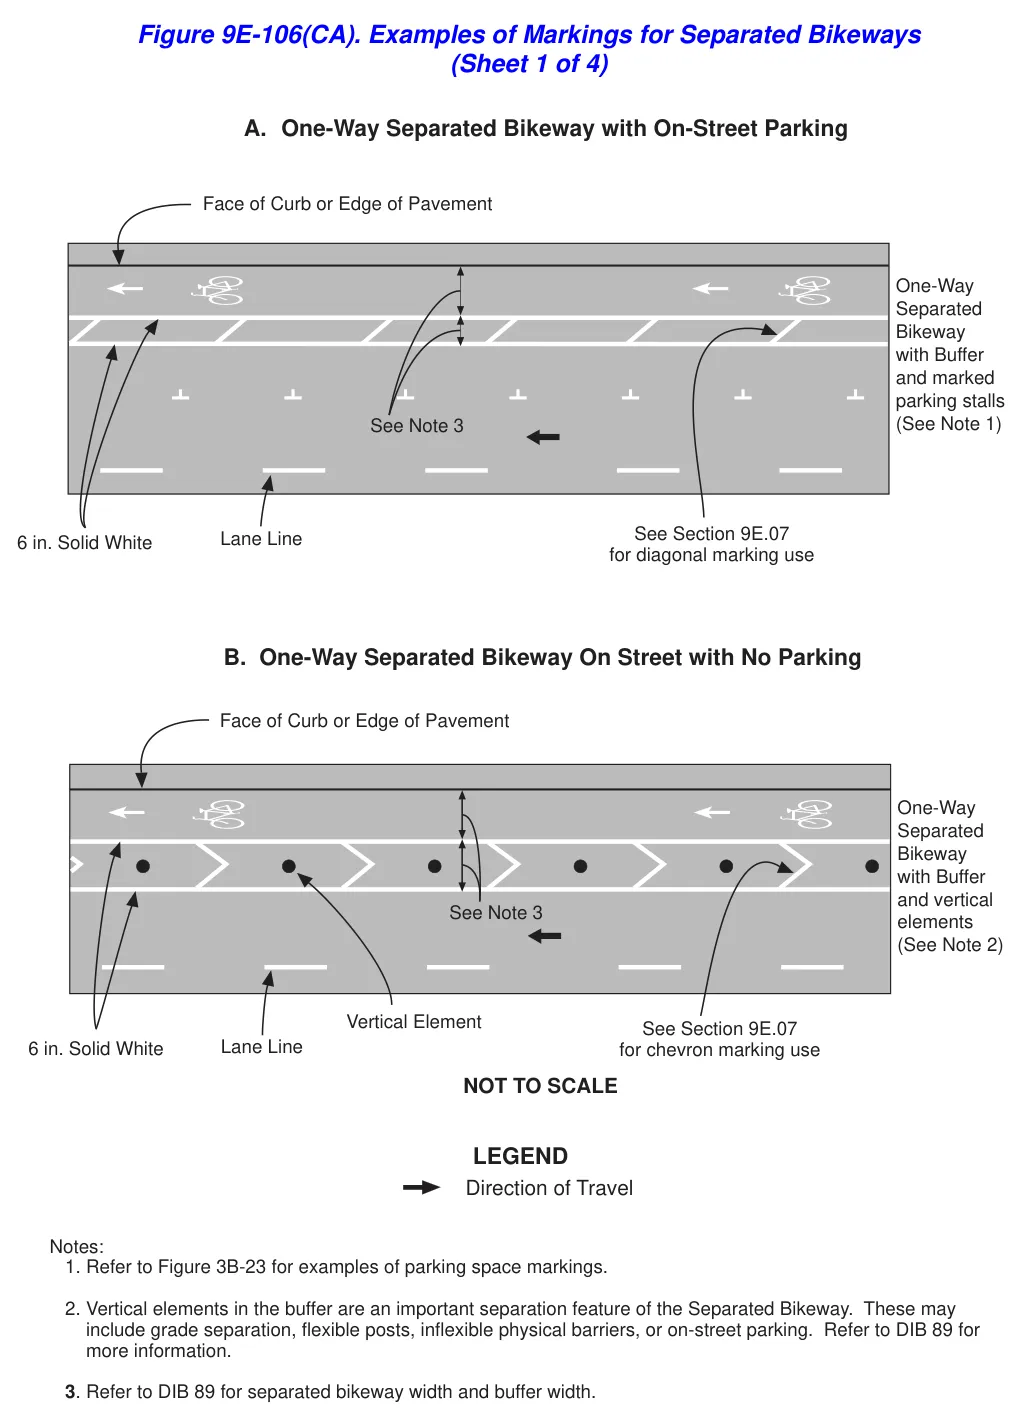 Figure 9E-106(CA). Examples of Markings for Separated Bikeways
(Sheet 1 of 4)
A. One-Way Separated Bikeway with On-Street Parking
Face of Curb or Edge of Pavement
One-Way
Separated
Bikeway
with Buffer
and marked
parking stalls
(See Note 1)
See Note 3
6 in. Solid White
Lane Line
See Section 9E.07
for diagonal marking use
B. One-Way Separated Bikeway On Street with No Parking
Face of Curb or Edge of Pavement
One-Way
Separated
Bikeway
with Buffer
and vertical
elements
(See Note 2)
See Note 3
6 in. Solid White
Lane Line
Vertical Element
See Section 9E.07
for chevron marking use
NOT TO SCALE
LEGEND
Direction of Travel
Notes:
1. Refer to Figure 3B-23 for examples of parking space markings.
2. Vertical elements in the buffer are an important separation feature of the Separated Bikeway. These may
include grade separation, flexible posts, inflexible physical barriers, or on-street parking. Refer to DIB 89 for
more information.
3. Refer to DIB 89 for separated bikeway width and buffer width.